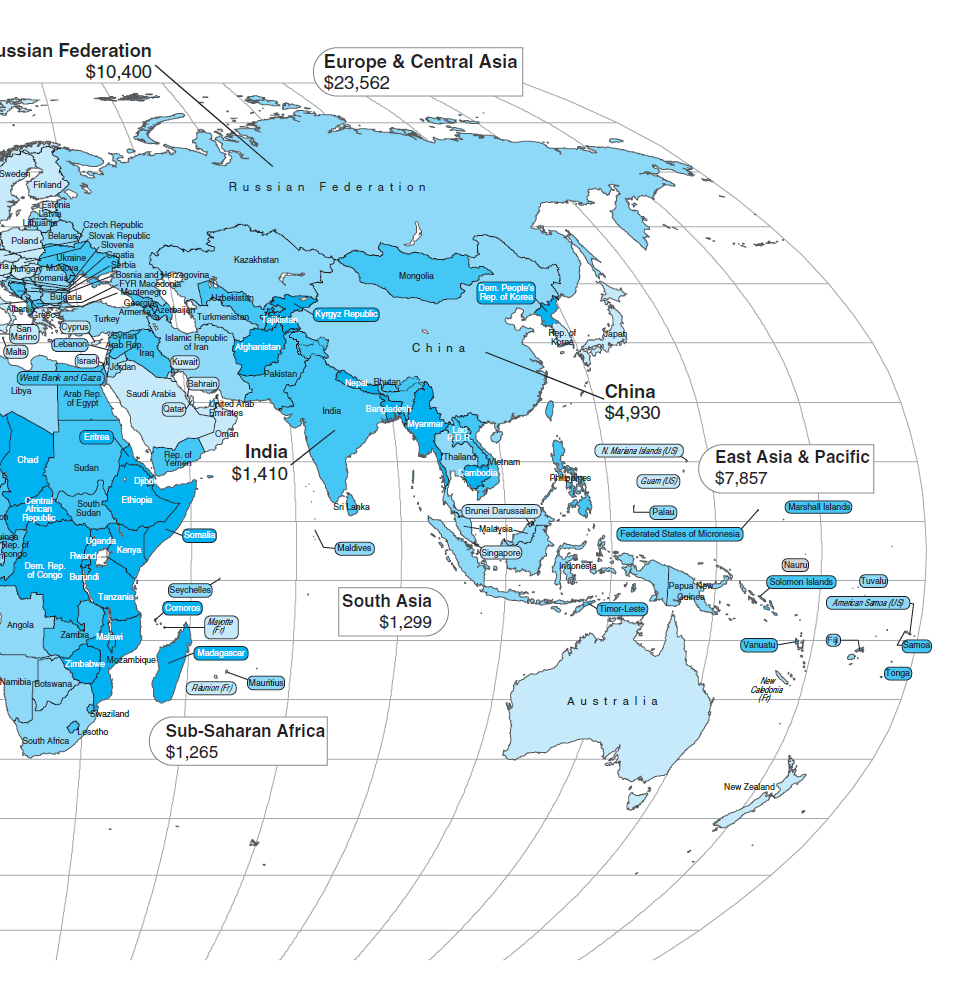 ussian Federation
$10,400
Europe & Central Asia
$23,562
Sweden
Finland
Russian Federation
Estonia
Latvia
Lithuania
Poland
Belarus
Czech Republic
Slovak Republic
Slovenia
Croatia
Serbia
Bosnia and Herzagovina
FYR Macedonia
Montenegro
Ukraine
Hungary
Moldova
Romania
Bulgaria
Albania
Greece
Georgia
Armenia
Azerbaijan
Turkey
Kazakhstan
Mongolia
Uzbekistan
Turkmenistan
Kyrgyz Republic
Tajikistan
Dem. People's
Rep. of Korea
Rep. of
Korea
Japan
China
San
Marino
Malta
Cyprus
Lebanon
Israel
Syrian
Arab Rep.
Iraq
Jordan
Islamic Republic
of Iran
Kuwait
Bahrain
Qatar
Afghanistan
Pakistan
West Bank and Gaza
Libya
Arab Rep.
of Egypt
Saudi Arabia
United Arab
Emirates
Oman
Rep. of
Yemen
Nepal
Bhutan
India
Bangladesh
Myanmar
Lao
P.D.R.
Thailand
Vietnam
Cambodia
Philippines
China
$4,930
India
$1,410
N. Mariana Islands (US)
Guam (US)
East Asia & Pacific
$7,857
Palau
Marshall Islands
Federated States of Micronesia
Eritrea
Chad
Sudan
Djibo
Ethiopia
South
Sudan
Central
African
Republic
Somalia
Sri Lanka
Maldives
Brunei Darussalam
Malaysia
Singapore
Indonesia
Rep. of
Congo
Uganda
Rwanda
Kenya
Dem. Rep.
of Congo
Burundi
Tanzania
Seychelles
Comoros
Mayotte
(Fr)
South Asia
$1,299
Papua New
Guinea
Timor-Leste
Nauru
Solomon Islands
Tuvalu
American Samoa (US)
Vanuatu
Fiji
Samoa
Tonga
New
Caledonia
(Fr)
Angola
Zambia
Malawi
Zimbabwe
Mozambique
Madagascar
Réunion (Fr)
Mauritius
Namibia
Botswana
Swaziland
Lesotho
South Africa
Sub-Saharan Africa
$1,265
Australia
New Zealand